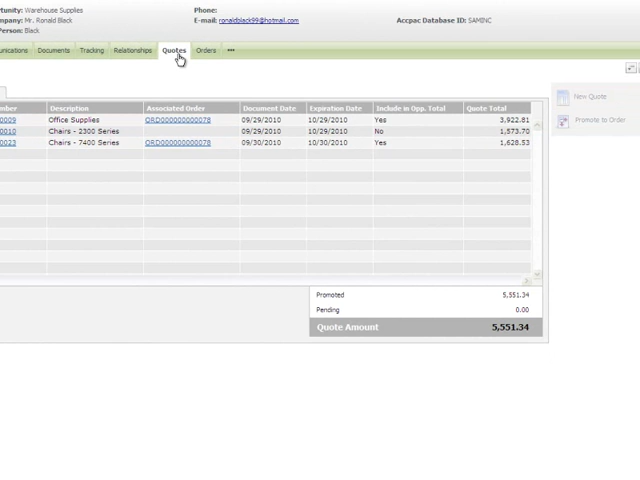 rtunity: Warehouse Supplies Phone:
mpany: Mr. Ronald Black E-mail: ronaldblack99@hotmail.com Accpac Database ID: SAMINC
Person: Black
unications Documents Tracking Relationships Quotes Orders •••
New Quote
mber Description Associated Order Document Date Expiration Date Include in Opp. Total Quote Total
0009 Office Supplies ORD000000000078 09/29/2010 10/29/2010 Yes 3,922.81
Promote to Order
0010 Chairs - 2300 Series 09/29/2010 10/29/2010 No 1,573.70
0023 Chairs - 7400 Series ORD000000000078 09/30/2010 10/30/2010 Yes 1,628.53
Promoted 5,551.34
Pending 0.00
Quote Amount 5,551.34